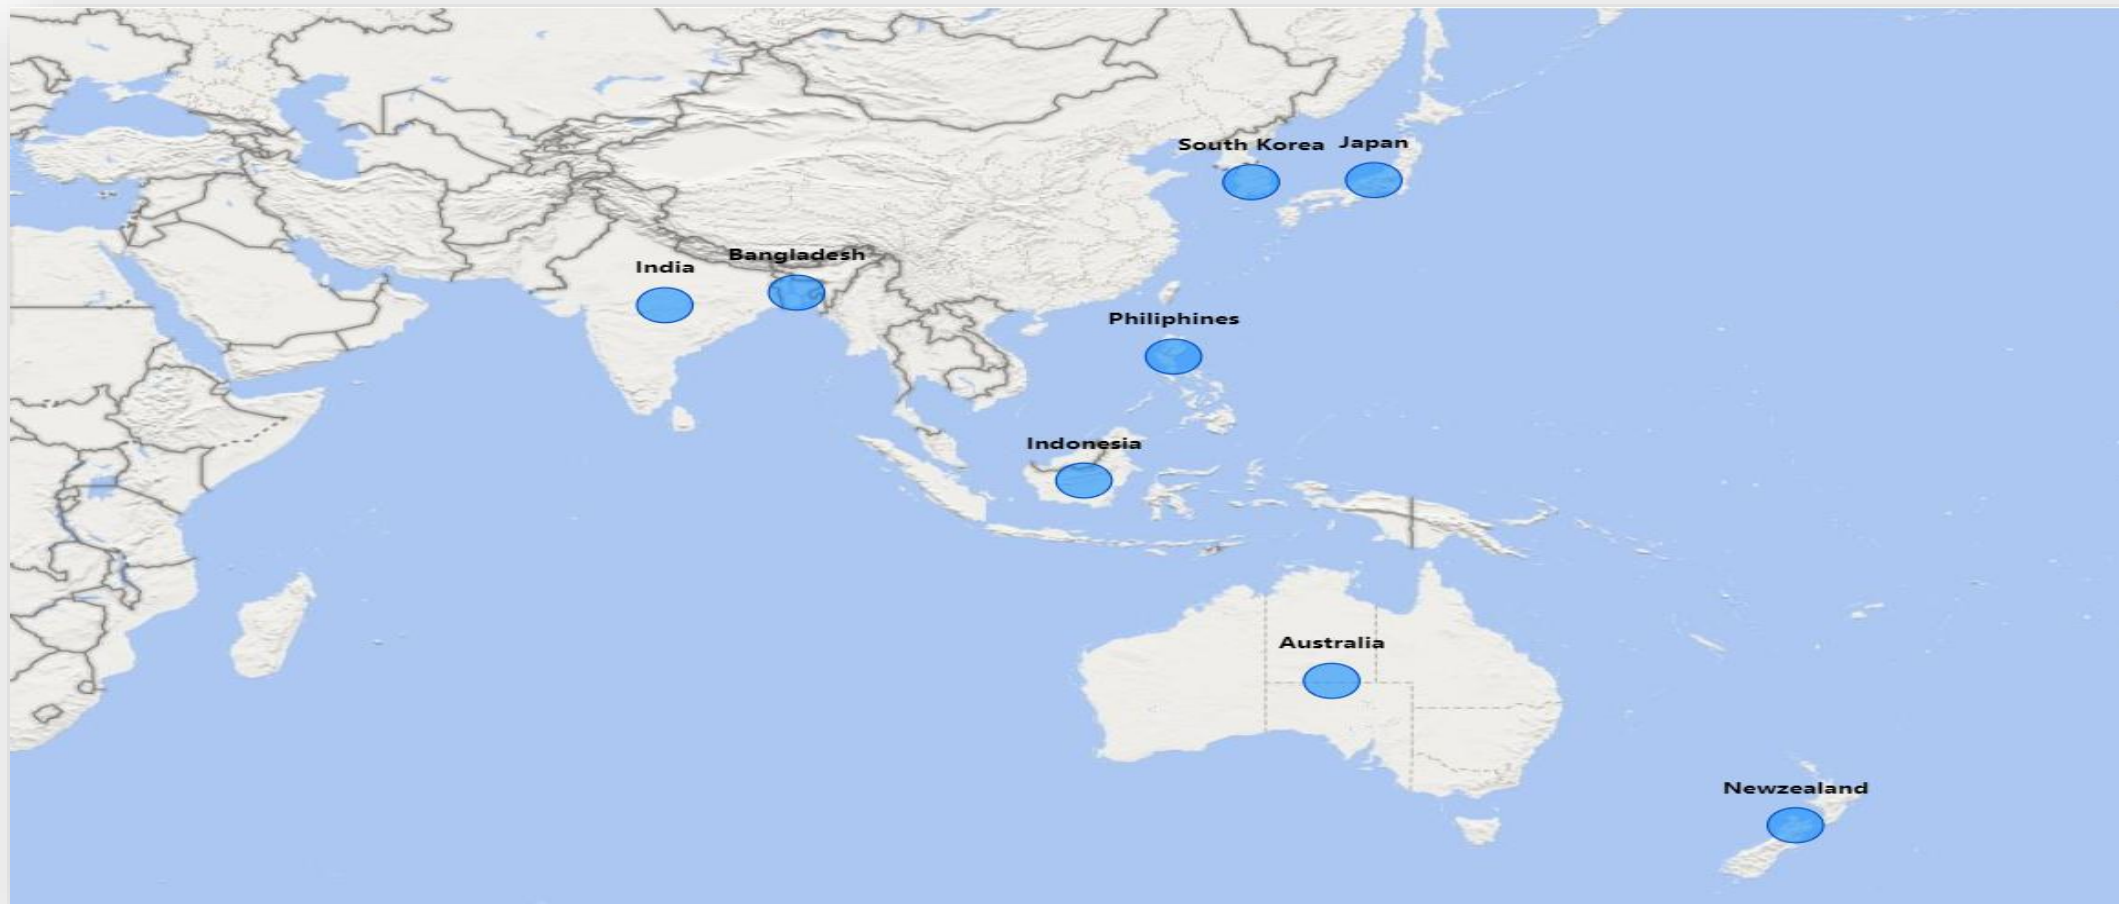 South Korea
Japan
Bangladesh
India
Philiphines
Indonesia
Australia
Newzealand